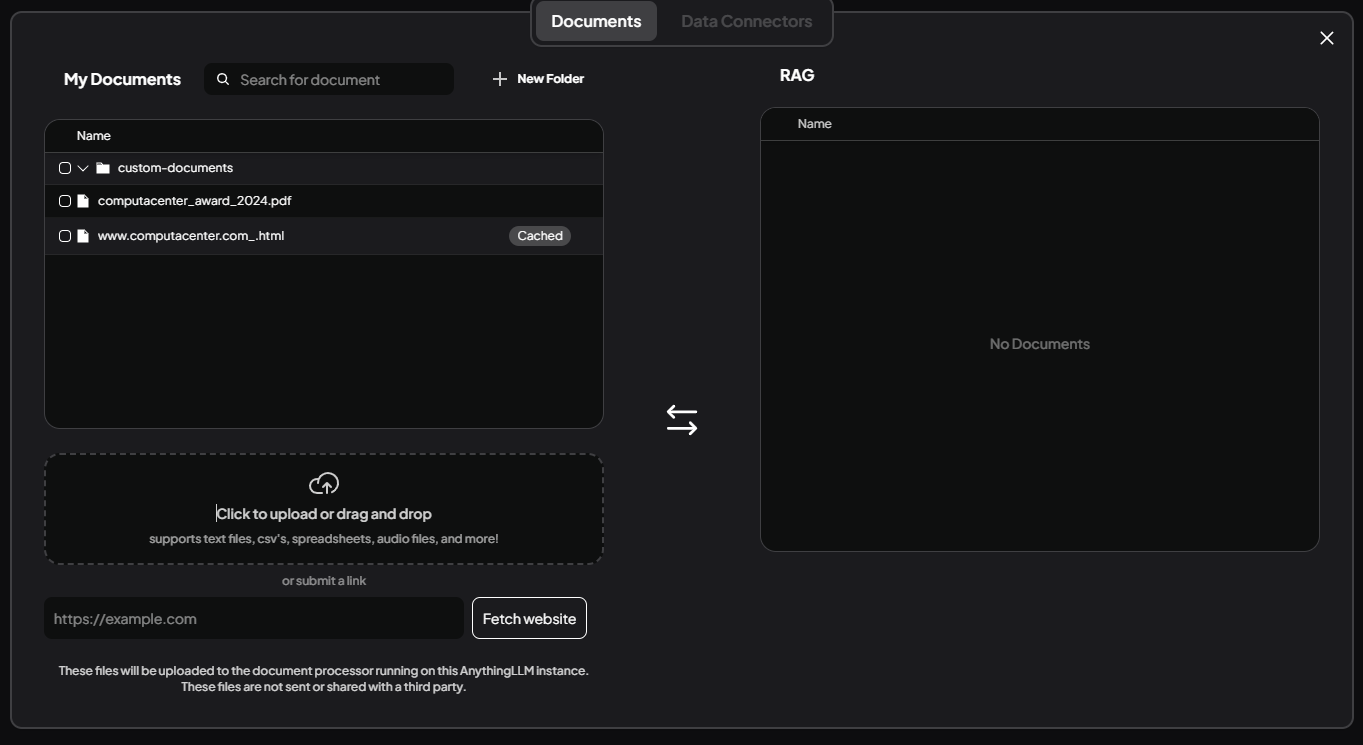 Documents
Data Connectors
My Documents
Search for document
New Folder
Name
custom-documents
computacenter_award_2024.pdf
www.computacenter.com_.html
Cached
Click to upload or drag and drop
supports text files, csv's, spreadsheets, audio files, and more!
or submit a link
https://example.com
Fetch website
These files will be uploaded to the document processor running on this AnythingLLM instance.
These files are not sent or shared with a third party.
RAG
Name
No Documents